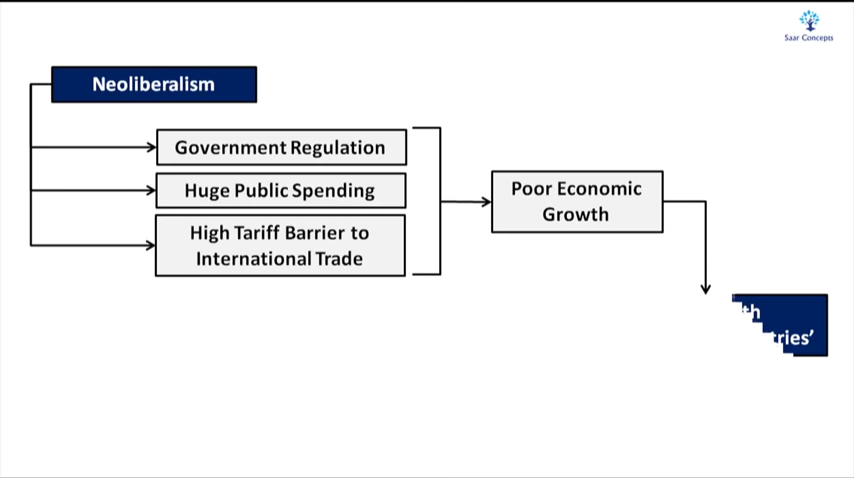 Saar Concepts
Neoliberalism
Government Regulation
Huge Public Spending
High Tariff Barrier to
International Trade
Poor Economic
Growth